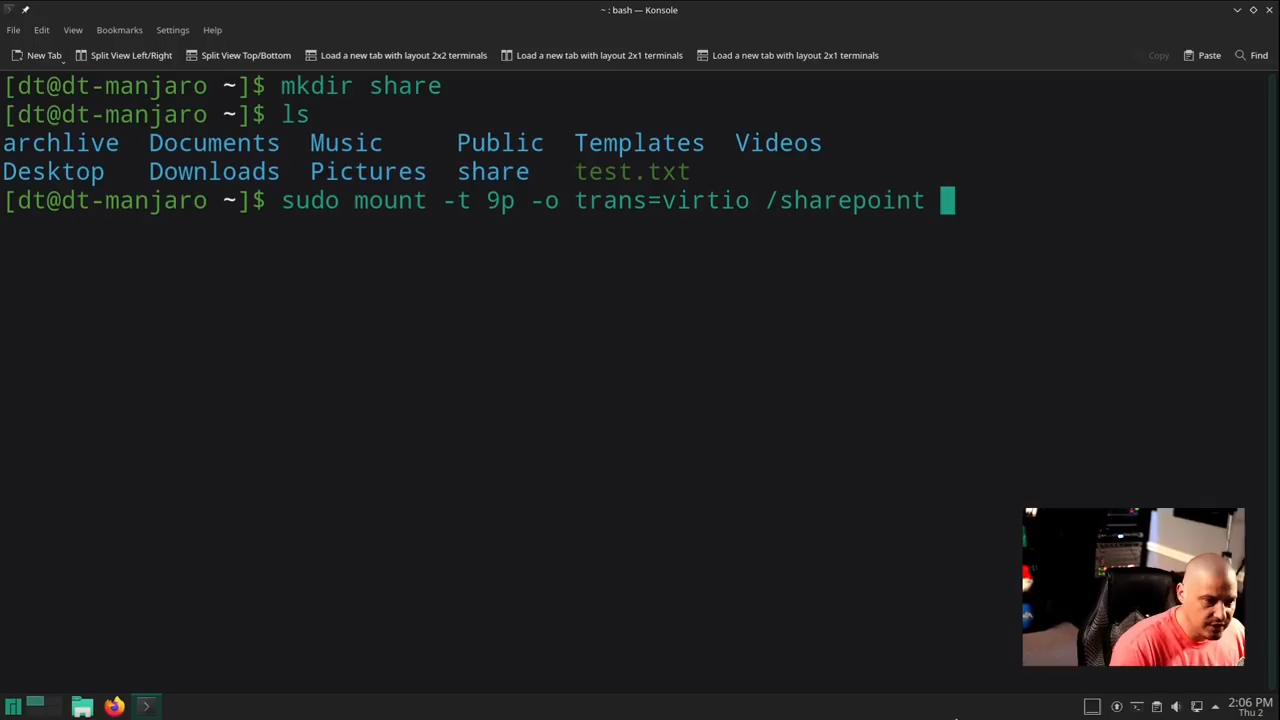 ~ : bash — Konsole
File Edit View Bookmarks Settings Help
New Tab Split View Left/Right Split View Top/Bottom Load a new tab with layout 2x2 terminals Load a new tab with layout 2x1 terminals Load a new tab with layout 2x1 terminals Copy Paste Find
[dt@dt-manjaro ~]$ mkdir share
[dt@dt-manjaro ~]$ ls
archlive Documents Music Public Templates Videos
Desktop Downloads Pictures share test.txt
[dt@dt-manjaro ~]$ sudo mount -t 9p -o trans=virtio /sharepoint
2:06 PM
Thu 2